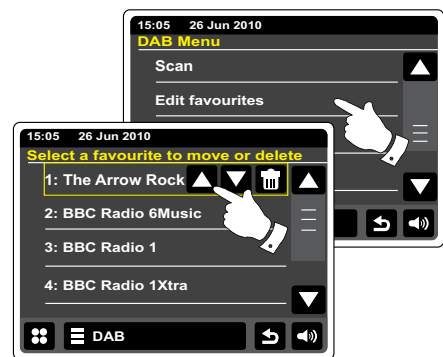 15:05 26 Jun 2010
DAB Menu
Scan
Edit favourites
15:05 26 Jun 2010
Select a favourite to move or delete
1: The Arrow Rock
2: BBC Radio 6Music
3: BBC Radio 1
4: BBC Radio 1Xtra
DAB